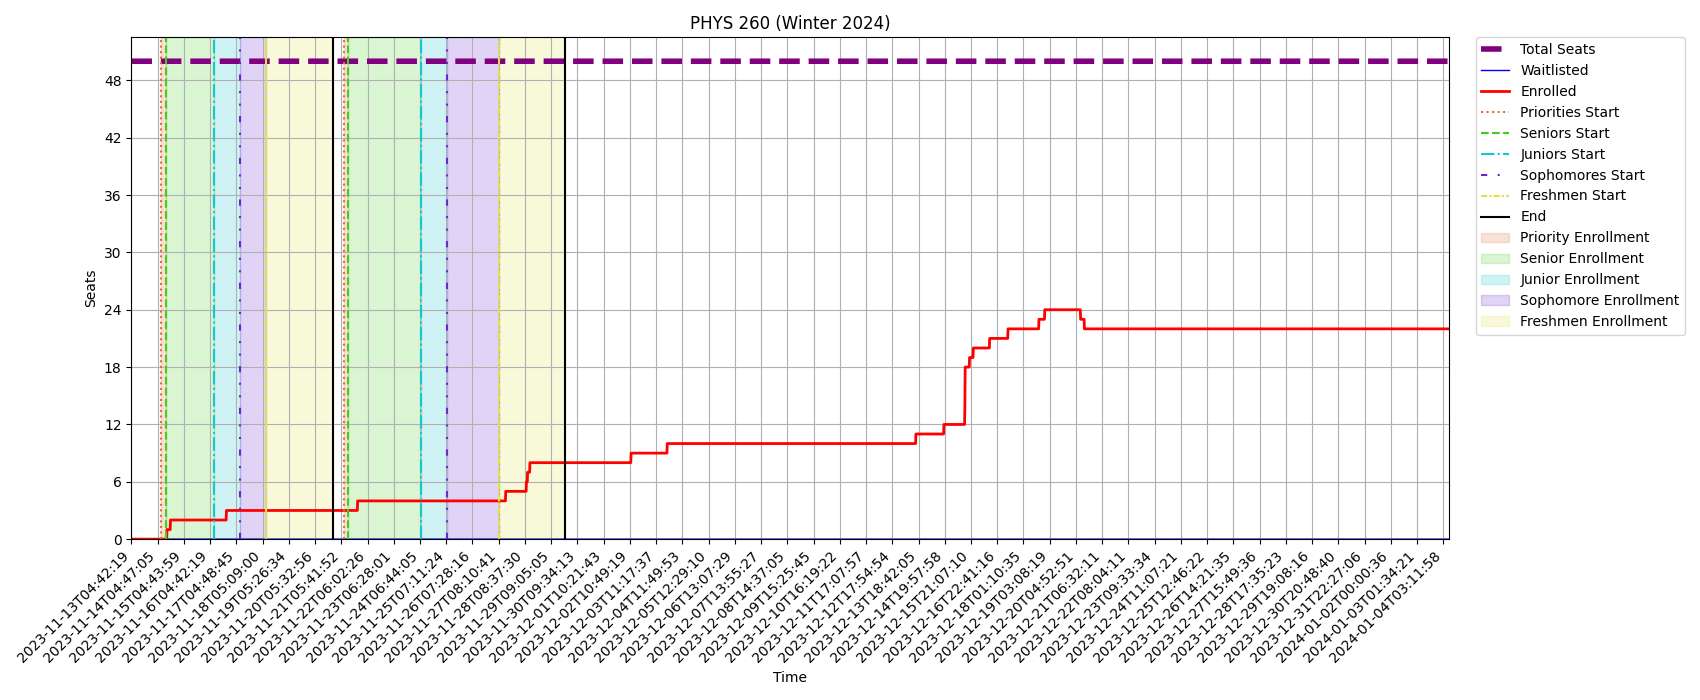 PHYS 260 (Winter 2024)
Seats
48
42
36
30
24
18
12
6
0
2023-11-13T04:42:19
2023-11-14T04:47:05
2023-11-15T04:43:59
2023-11-16T04:42:19
2023-11-17T04:48:45
2023-11-18T05:09:00
2023-11-19T05:26:34
2023-11-20T05:32:56
2023-11-21T05:41:52
2023-11-22T06:02:26
2023-11-23T06:28:01
2023-11-24T06:44:05
2023-11-25T07:11:24
2023-11-26T07:28:16
2023-11-27T08:10:41
2023-11-28T08:37:30
2023-11-29T09:05:05
2023-11-30T09:34:13
2023-12-01T10:21:43
2023-12-02T10:49:19
2023-12-03T11:17:37
2023-12-04T11:49:53
2023-12-05T12:29:10
2023-12-06T13:07:29
2023-12-07T13:55:27
2023-12-08T14:37:05
2023-12-09T15:25:45
2023-12-10T16:19:22
2023-12-11T17:07:57
2023-12-12T17:54:54
2023-12-13T18:42:05
2023-12-14T19:57:58
2023-12-15T21:07:10
2023-12-16T22:41:16
2023-12-18T01:10:35
2023-12-19T03:08:19
2023-12-20T04:52:51
2023-12-21T06:32:11
2023-12-22T08:04:11
2023-12-23T09:33:34
2023-12-24T11:07:21
2023-12-25T12:46:22
2023-12-26T14:21:35
2023-12-27T15:49:36
2023-12-28T17:35:23
2023-12-29T19:08:16
2023-12-30T20:48:40
2023-12-31T22:27:06
2024-01-02T00:00:36
2024-01-03T01:34:21
2024-01-04T03:11:58
Time
Total Seats
Waitlisted
Enrolled
Priorities Start
Seniors Start
Juniors Start
Sophomores Start
Freshmen Start
End
Priority Enrollment
Senior Enrollment
Junior Enrollment
Sophomore Enrollment
Freshmen Enrollment